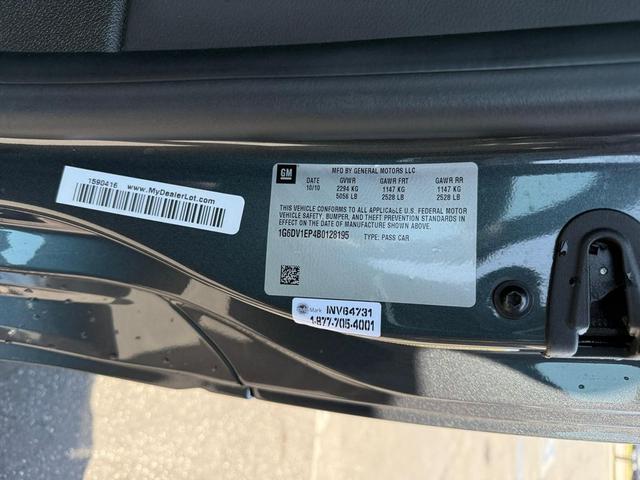 1590416 www.MyDealerLot.com
GM
MFD BY GENERAL MOTORS LLC
DATE GVWR GAWR FRT GAWR RR
10/10 2294 KG 1147 KG 1147 KG
5056 LB 2528 LB 2528 LB
THIS VEHICLE CONFORMS TO ALL APPLICABLE U.S. FEDERAL MOTOR
VEHICLE SAFETY, BUMPER, AND THEFT PREVENTION STANDARDS IN
EFFECT ON THE DATE OF MANUFACTURE SHOWN ABOVE.
1G6DV1EP4B0128195 TYPE: PASS CAR
Mark NV64731
1-877-705-4001